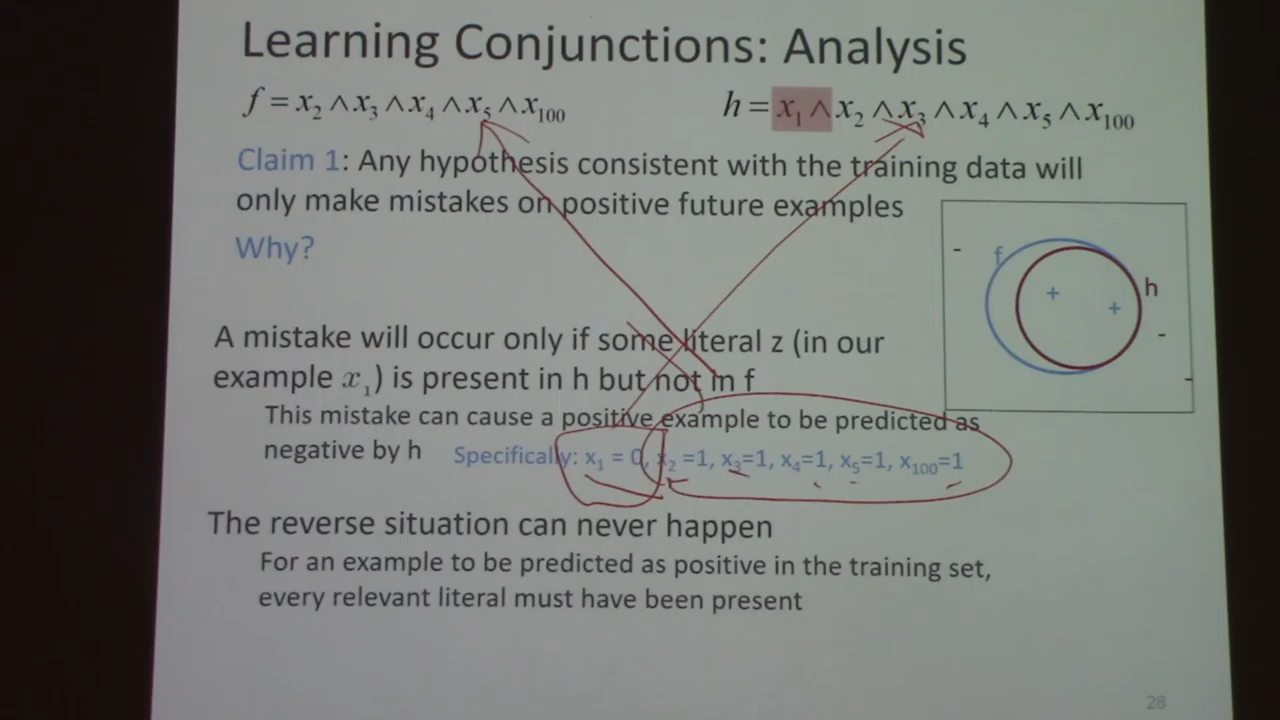 Learning Conjunctions: Analysis
f = x₂ ∧ x₃ ∧ x₄ ∧ x₅ ∧ x₁₀₀
h = x₁ ∧ x₂ ∧ x₃ ∧ x₄ ∧ x₅ ∧ x₁₀₀
Claim 1: Any hypothesis consistent with the training data will
only make mistakes on positive future examples
Why?
- f
+ + h
-
-
A mistake will occur only if some literal z (in our
example x₁) is present in h but not in f
This mistake can cause a positive example to be predicted as
negative by h Specifically: x₁ = 0, x₂ =1, x₃=1, x₄=1, x₅=1, x₁₀₀=1
The reverse situation can never happen
For an example to be predicted as positive in the training set,
every relevant literal must have been present
28